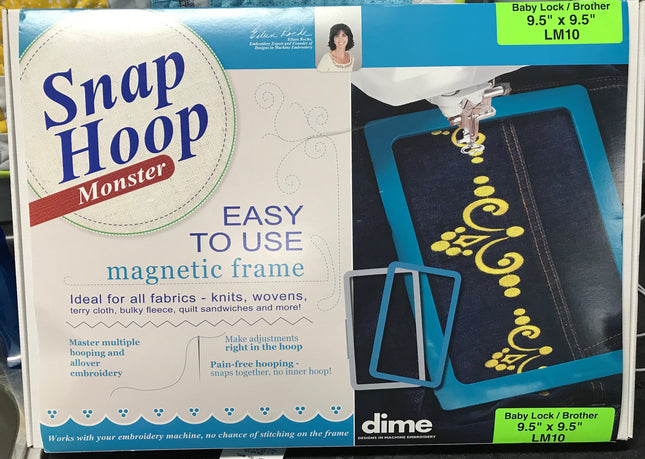 Baby Lock / Brother
9.5" x 9.5"
LM10
Eileen Roche
Eileen Roche,
Embroidery Expert and Founder of
Designs in Machine Embroidery
Snap
Hoop
Monster
EASY
TO USE
magnetic frame
Ideal for all fabrics - knits, wovens,
terry cloth, bulky fleece, quilt sandwiches and more!
Master multiple
hooping and
allover
embroidery
Make adjustments
right in the hoop
Pain-free hooping -
snaps together, no inner hoop!
Works with your embroidery machine, no chance of stitching on the frame
dime
DESIGNS IN MACHINE EMBROIDERY
Baby Lock / Brother
9.5" x 9.5"
LM10